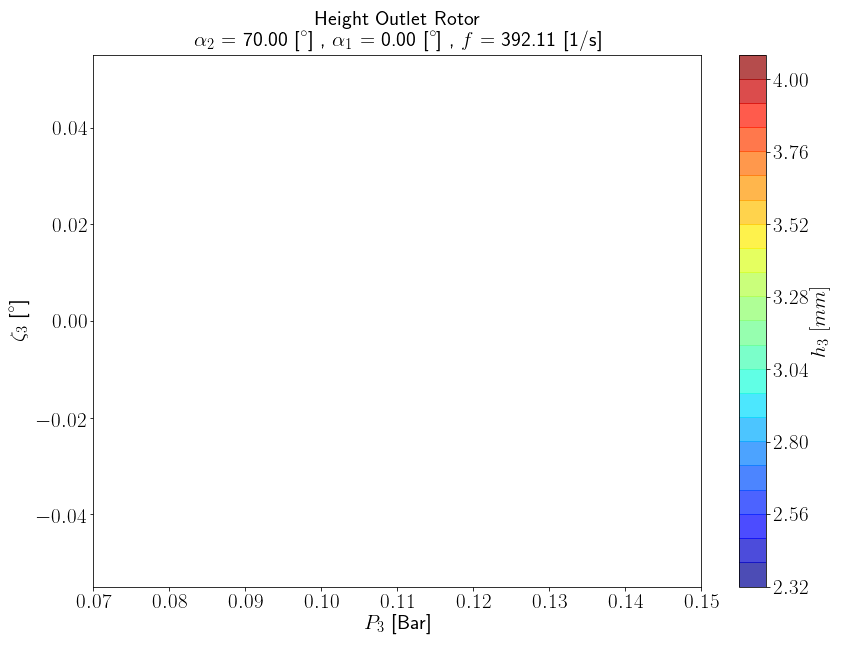 Height Outlet Rotor
α₂ = 70.00 [°] , α₁ = 0.00 [°] , f = 392.11 [1/s]
0.04
0.02
0.00
−0.02
−0.04
ζ₃ [°]
0.07 0.08 0.09 0.10 0.11 0.12 0.13 0.14 0.15
P₃ [Bar]
4.00
3.76
3.52
3.28
3.04
2.80
2.56
2.32
h₃ [mm]